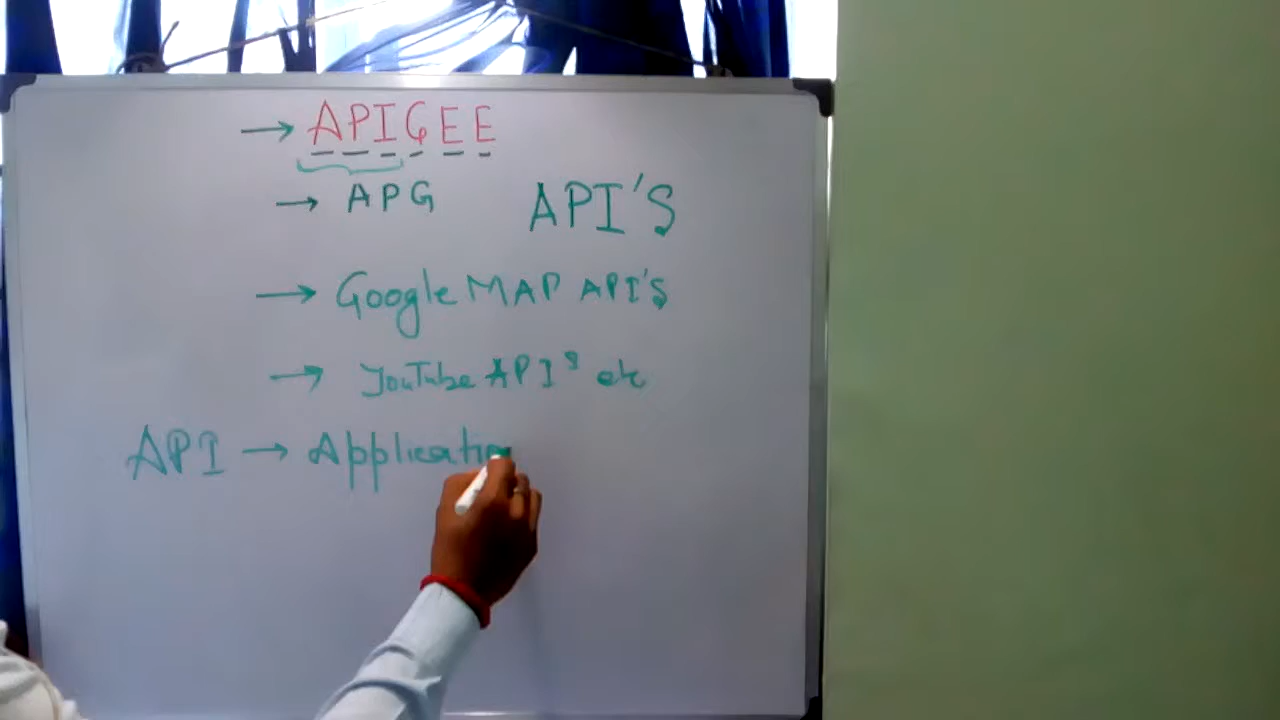 → APIGEE
→ APG
API'S
→ Google MAP API'S
→ YouTube API's etc
API → Application